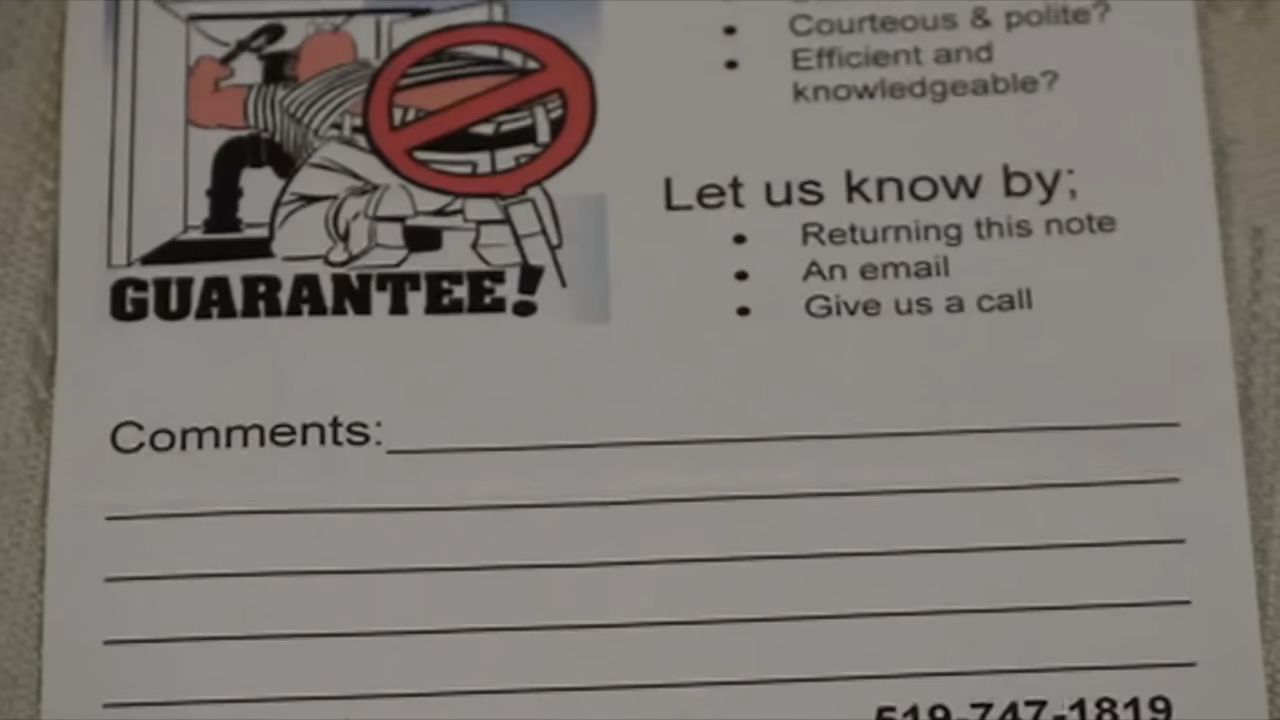 Courteous & polite?
Efficient and
knowledgeable?
GUARANTEE!
Let us know by;
Returning this note
An email
Give us a call
Comments:
519-747-1819